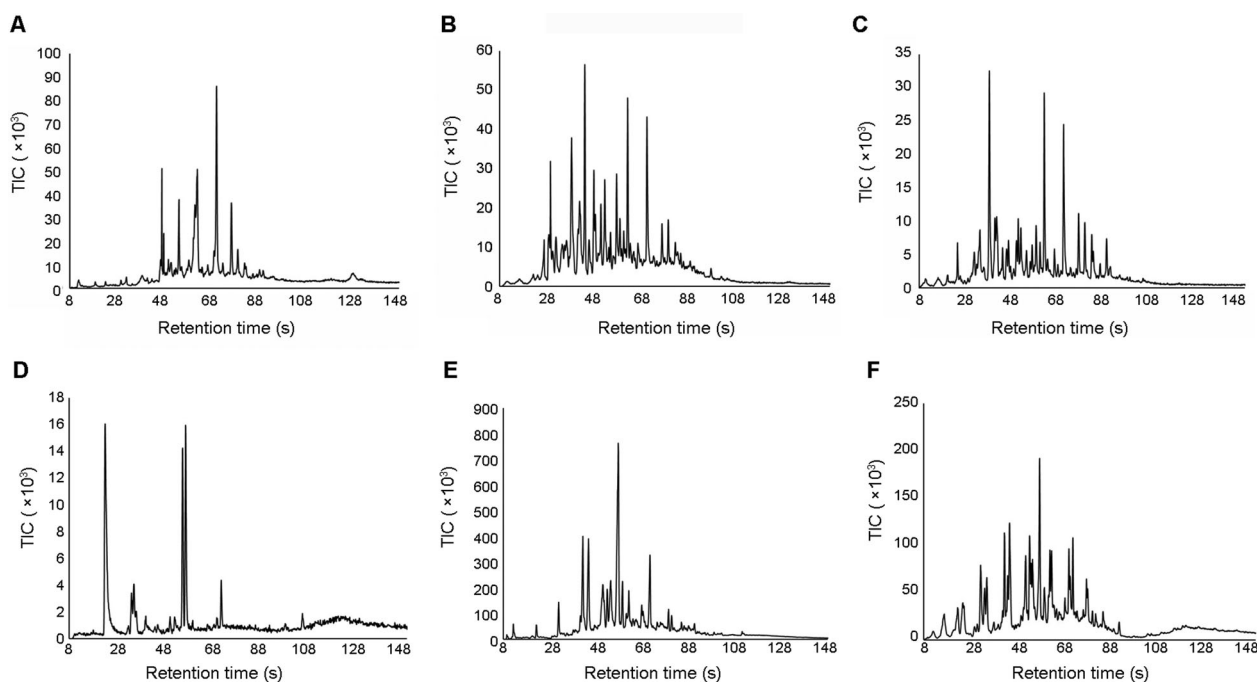 A
B
C
100
90
80
70
60
50
40
30
20
10
0
TIC ( ×10³)
8 28 48 68 88 108 128 148
Retention time (s)
60
50
40
30
20
10
0
TIC ( ×10³)
8 28 48 68 88 108 128 148
Retention time (s)
35
30
25
20
15
10
5
0
TIC ( ×10³)
8 28 48 68 88 108 128 148
Retention time (s)
D
E
F
18
16
14
12
10
8
6
4
2
0
TIC ( ×10³)
8 28 48 68 88 108 128 148
Retention time (s)
900
800
700
600
500
400
300
200
100
0
TIC ( ×10³)
8 28 48 68 88 108 128 148
Retention time (s)
250
200
150
100
50
0
TIC ( ×10³)
8 28 48 68 88 108 128 148
Retention time (s)